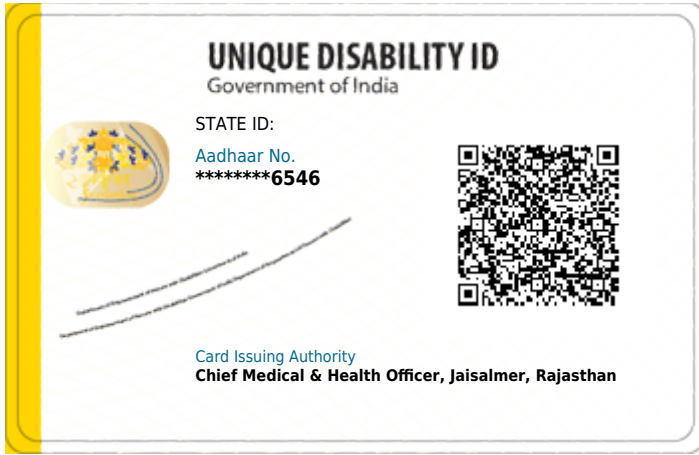 UNIQUE DISABILITY ID
Government of India
STATE ID:
Aadhaar No.
********6546
Card Issuing Authority
Chief Medical & Health Officer, Jaisalmer, Rajasthan